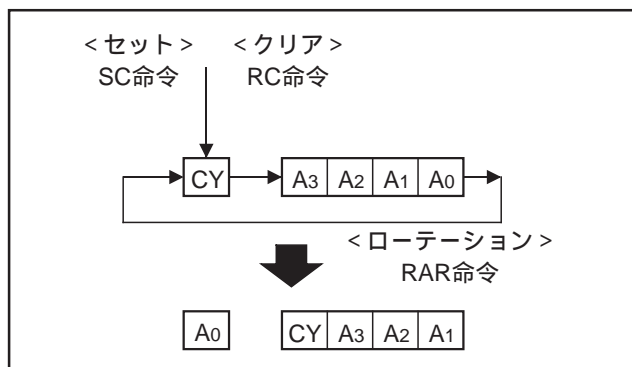 <セット> <クリア>
SC命令 RC命令
CY A3 A2 A1 A0
<ローテーション>
RAR命令
A0 CY A3 A2 A1